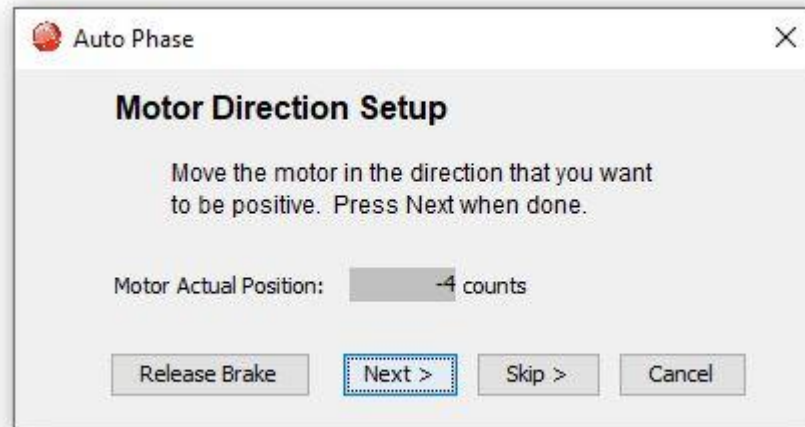 Auto Phase
Motor Direction Setup
Move the motor in the direction that you want
to be positive. Press Next when done.
Motor Actual Position: -4 counts
Release Brake Next > Skip > Cancel